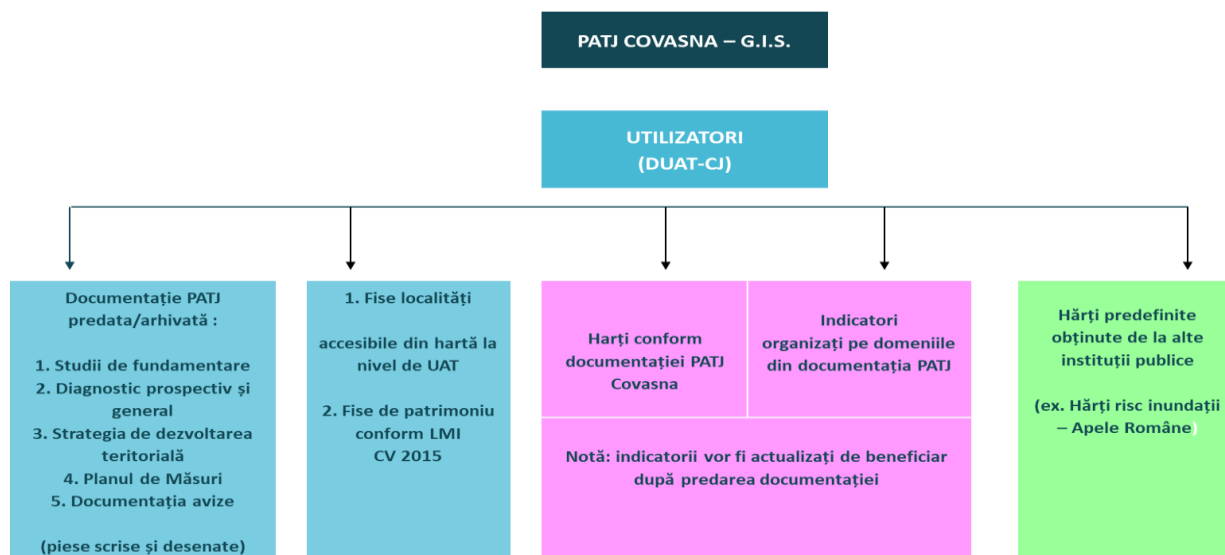 PATJ COVASNA – G.I.S.
UTILIZATORI
(DUAT-CJ)
Documentație PATJ
predata/arhivată :
1. Studii de fundamentare
2. Diagnostic prospectiv și
general
3. Strategia de dezvoltarea
teritorială
4. Planul de Măsuri
5. Documentația avize
(piese scrise și desenate)
1. Fise localități
accesibile din hartă la
nivel de UAT
2. Fise de patrimoniu
conform LMI
CV 2015
Harți conform
documentației PATJ
Covasna
Indicatori
organizați pe domeniile
din documentația PATJ
Notă: indicatorii vor fi actualizați de beneficiar
după predarea documentației
Hărți predefinite
obținute de la alte
instituții publice
(ex. Hărți risc inundații
– Apele Române)